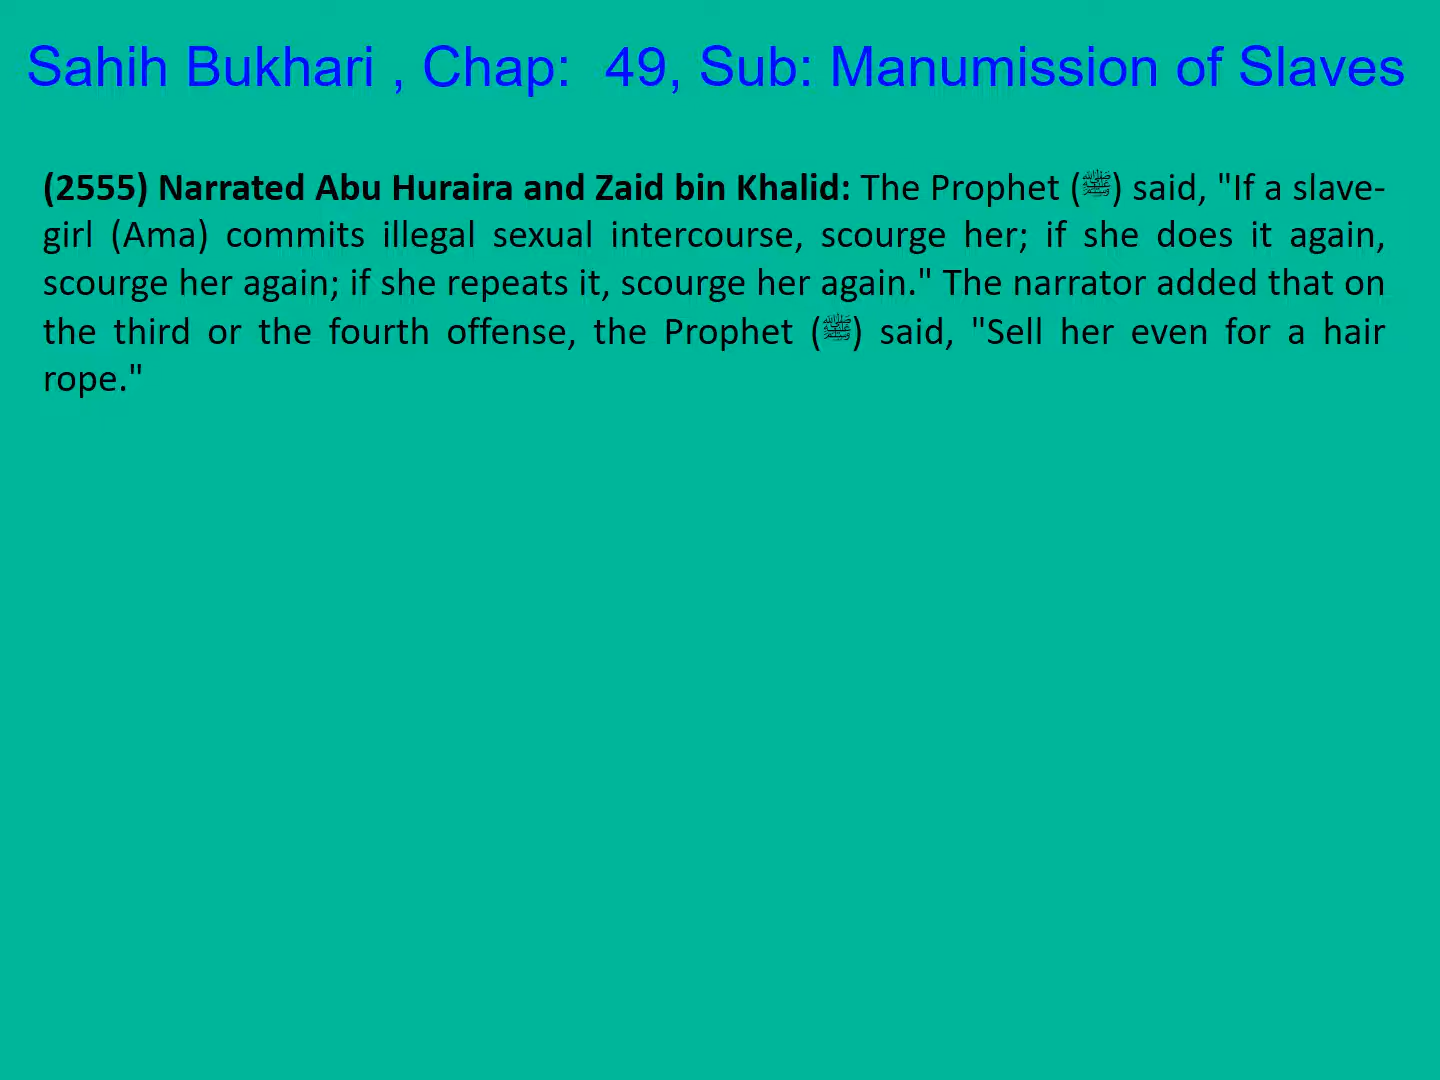 Sahih Bukhari , Chap:  49, Sub: Manumission of Slaves
(2555) Narrated Abu Huraira and Zaid bin Khalid: The Prophet (ﷺ) said, "If a slave-
girl (Ama) commits illegal sexual intercourse, scourge her; if she does it again,
scourge her again; if she repeats it, scourge her again." The narrator added that on
the third or the fourth offense, the Prophet (ﷺ) said, "Sell her even for a hair
rope."